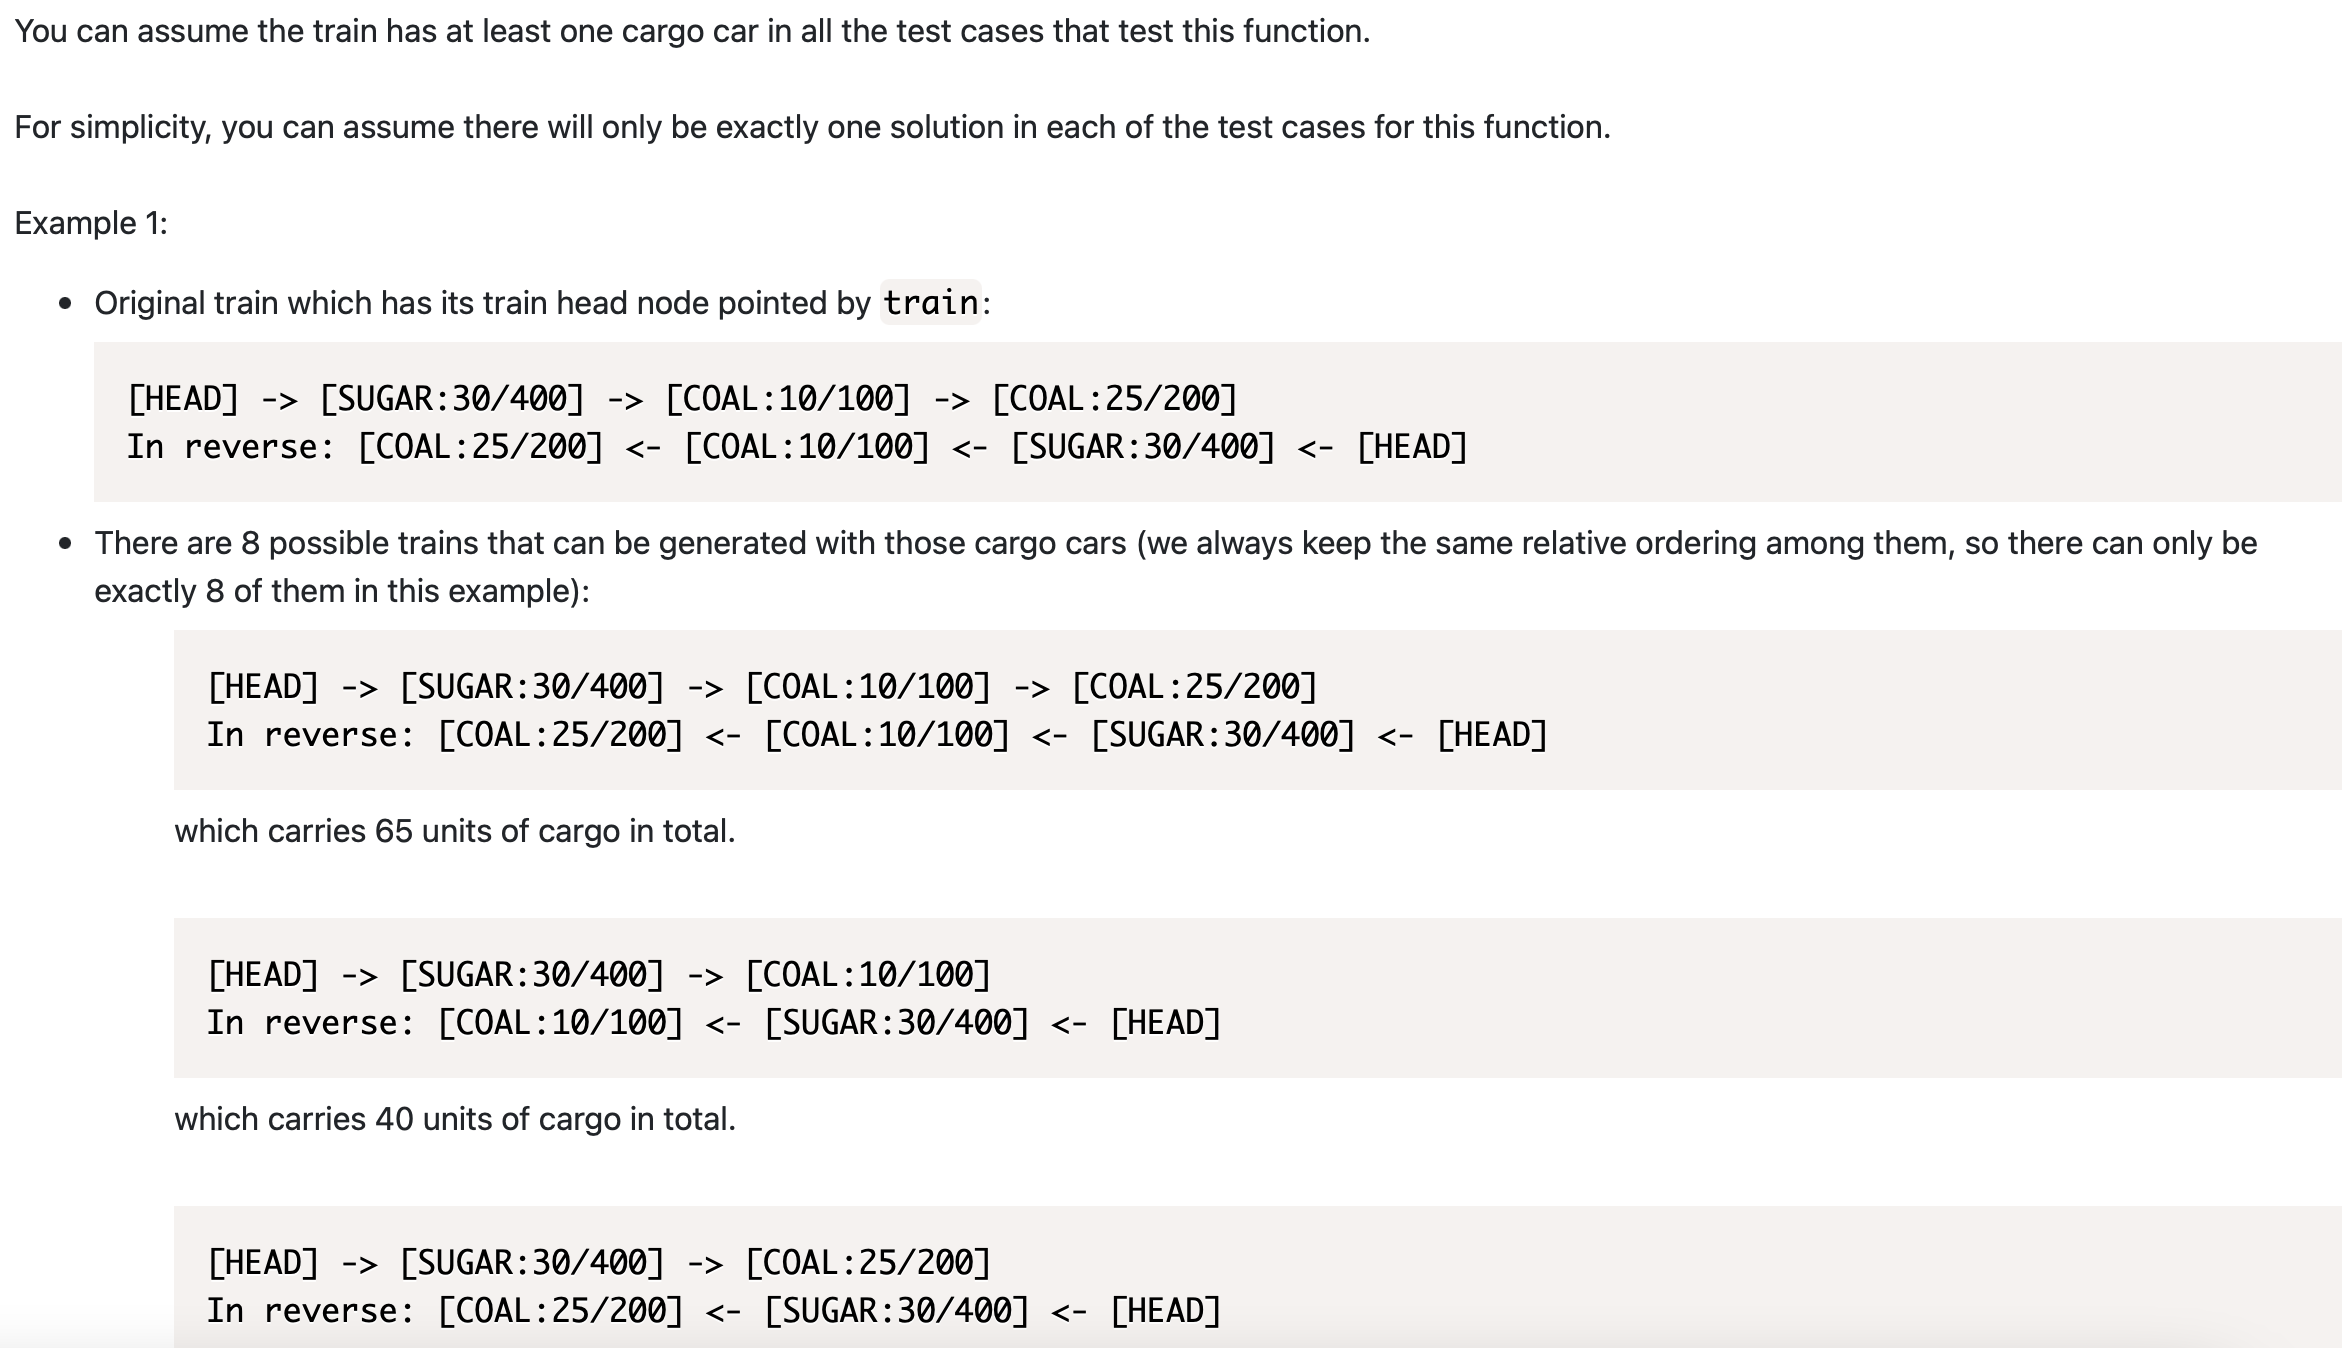 You can assume the train has at least one cargo car in all the test cases that test this function.
For simplicity, you can assume there will only be exactly one solution in each of the test cases for this function.
Example 1:
• Original train which has its train head node pointed by train:
[HEAD] -> [SUGAR:30/400] -> [COAL:10/100] -> [COAL:25/200]
In reverse: [COAL:25/200] <- [COAL:10/100] <- [SUGAR:30/400] <- [HEAD]
• There are 8 possible trains that can be generated with those cargo cars (we always keep the same relative ordering among them, so there can only be
exactly 8 of them in this example):
[HEAD] -> [SUGAR:30/400] -> [COAL:10/100] -> [COAL:25/200]
In reverse: [COAL:25/200] <- [COAL:10/100] <- [SUGAR:30/400] <- [HEAD]
which carries 65 units of cargo in total.
[HEAD] -> [SUGAR:30/400] -> [COAL:10/100]
In reverse: [COAL:10/100] <- [SUGAR:30/400] <- [HEAD]
which carries 40 units of cargo in total.
[HEAD] -> [SUGAR:30/400] -> [COAL:25/200]
In reverse: [COAL:25/200] <- [SUGAR:30/400] <- [HEAD]